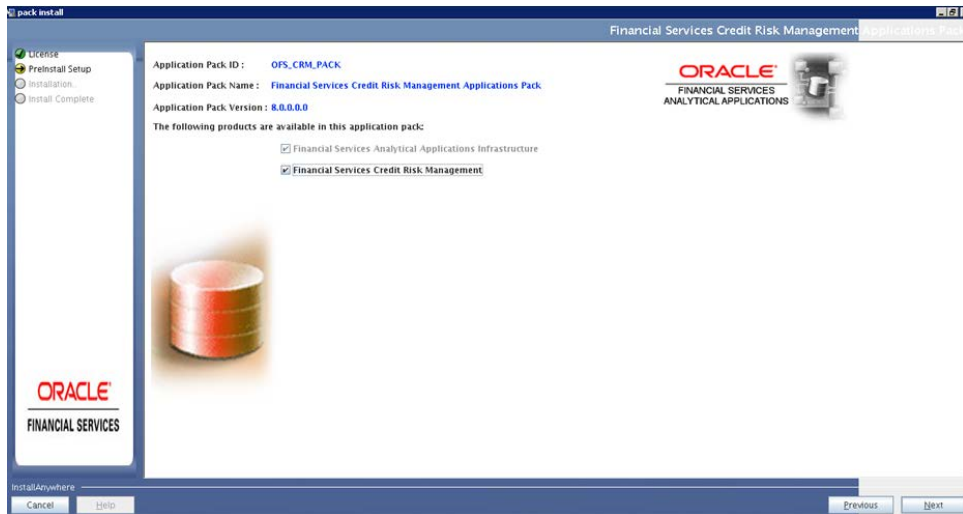 pack install
Financial Services Credit Risk Management Applications Pack
License
PreInstall Setup
Installation..
Install Complete
Application Pack ID : OFS_CRM_PACK
Application Pack Name : Financial Services Credit Risk Management Applications Pack
Application Pack Version : 8.0.0.0.0
The following products are available in this application pack:
Financial Services Analytical Applications Infrastructure
Financial Services Credit Risk Management
ORACLE
FINANCIAL SERVICES
ANALYTICAL APPLICATIONS
ORACLE
FINANCIAL SERVICES
InstallAnywhere
Cancel Help Previous Next